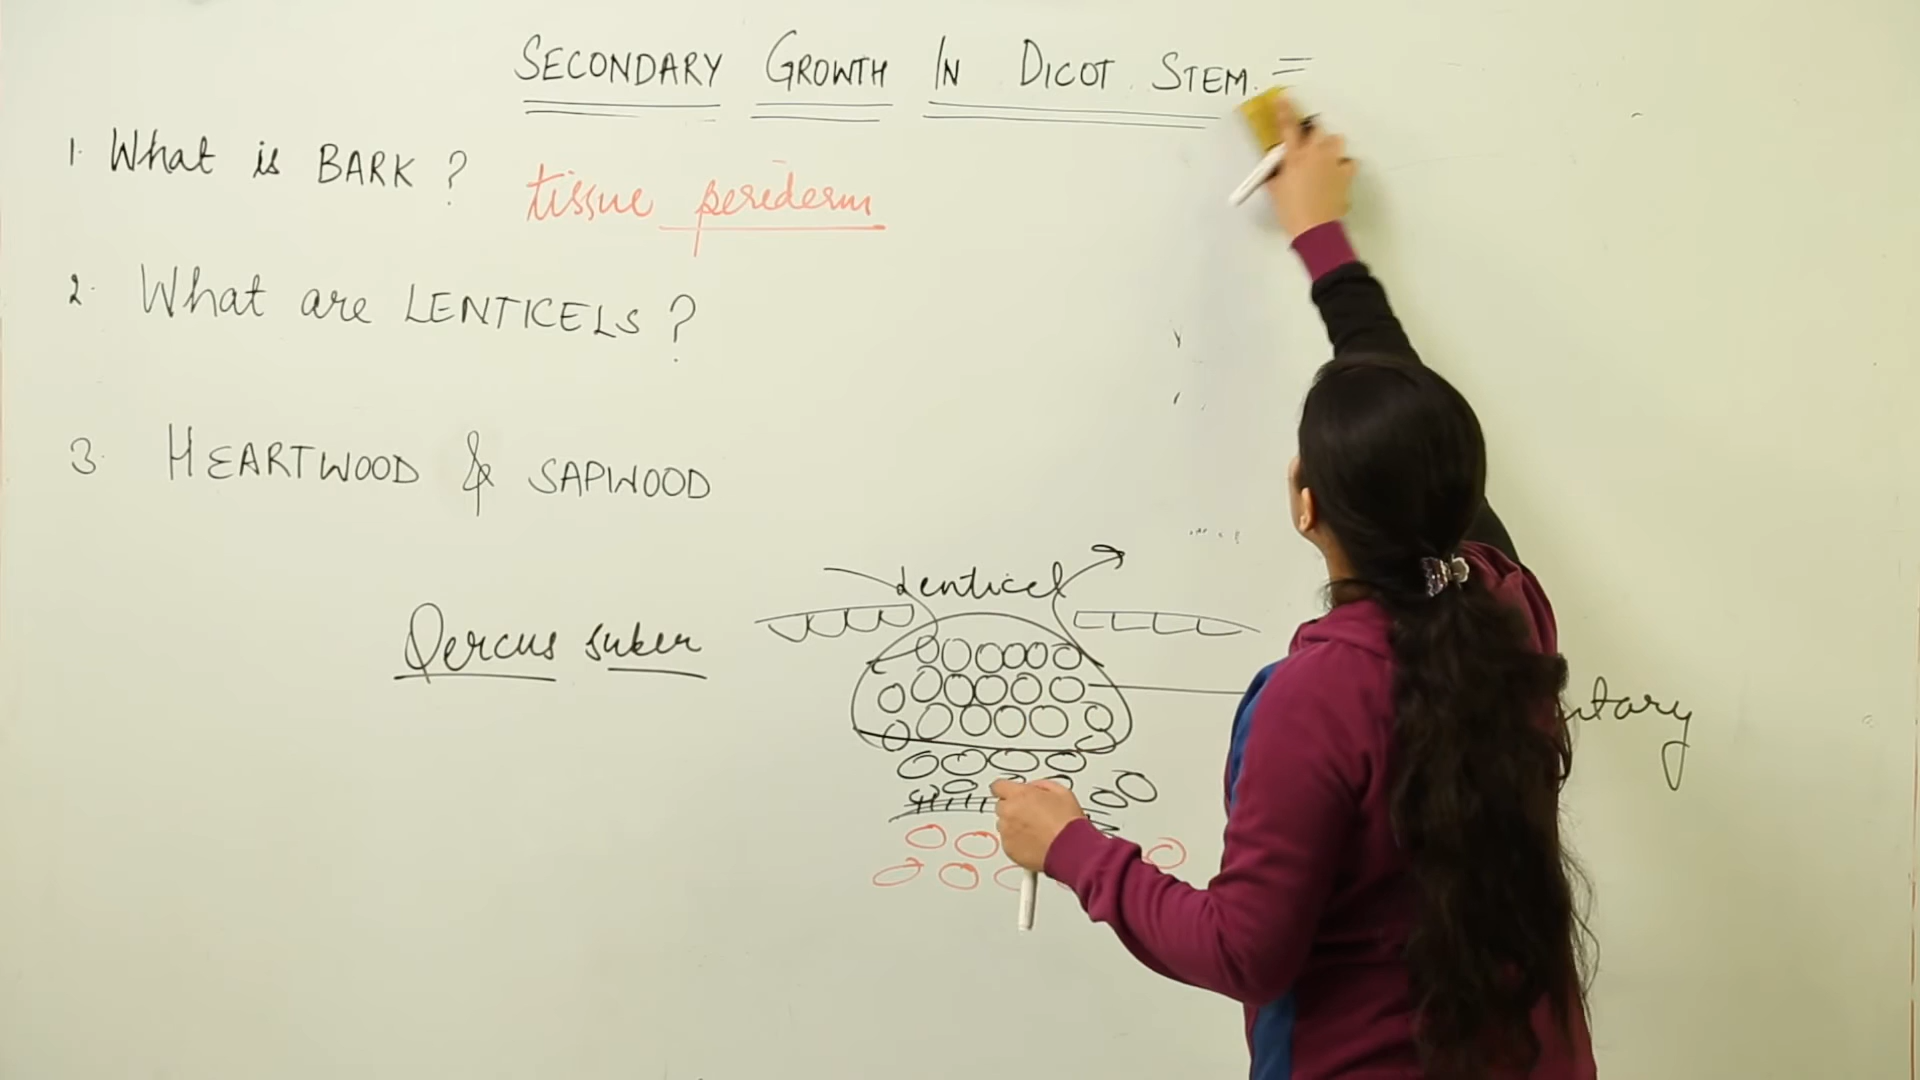 SECONDARY GROWTH IN DICOT STEM =
1. What is BARK ? tissue periderm
2. What are LENTICELS ?
3. HEARTWOOD & SAPWOOD
Lenticel
Qercus suber